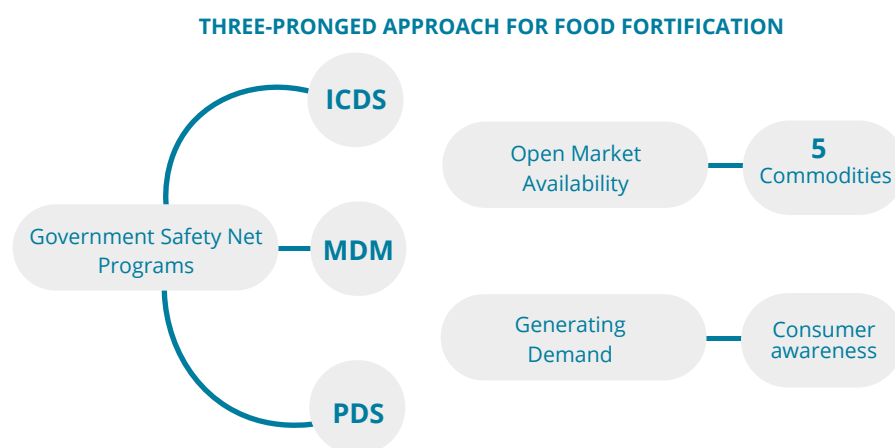 THREE-PRONGED APPROACH FOR FOOD FORTIFICATION
ICDS
Government Safety Net
Programs
MDM
PDS
Open Market
Availability
5
Commodities
Generating
Demand
Consumer
awareness